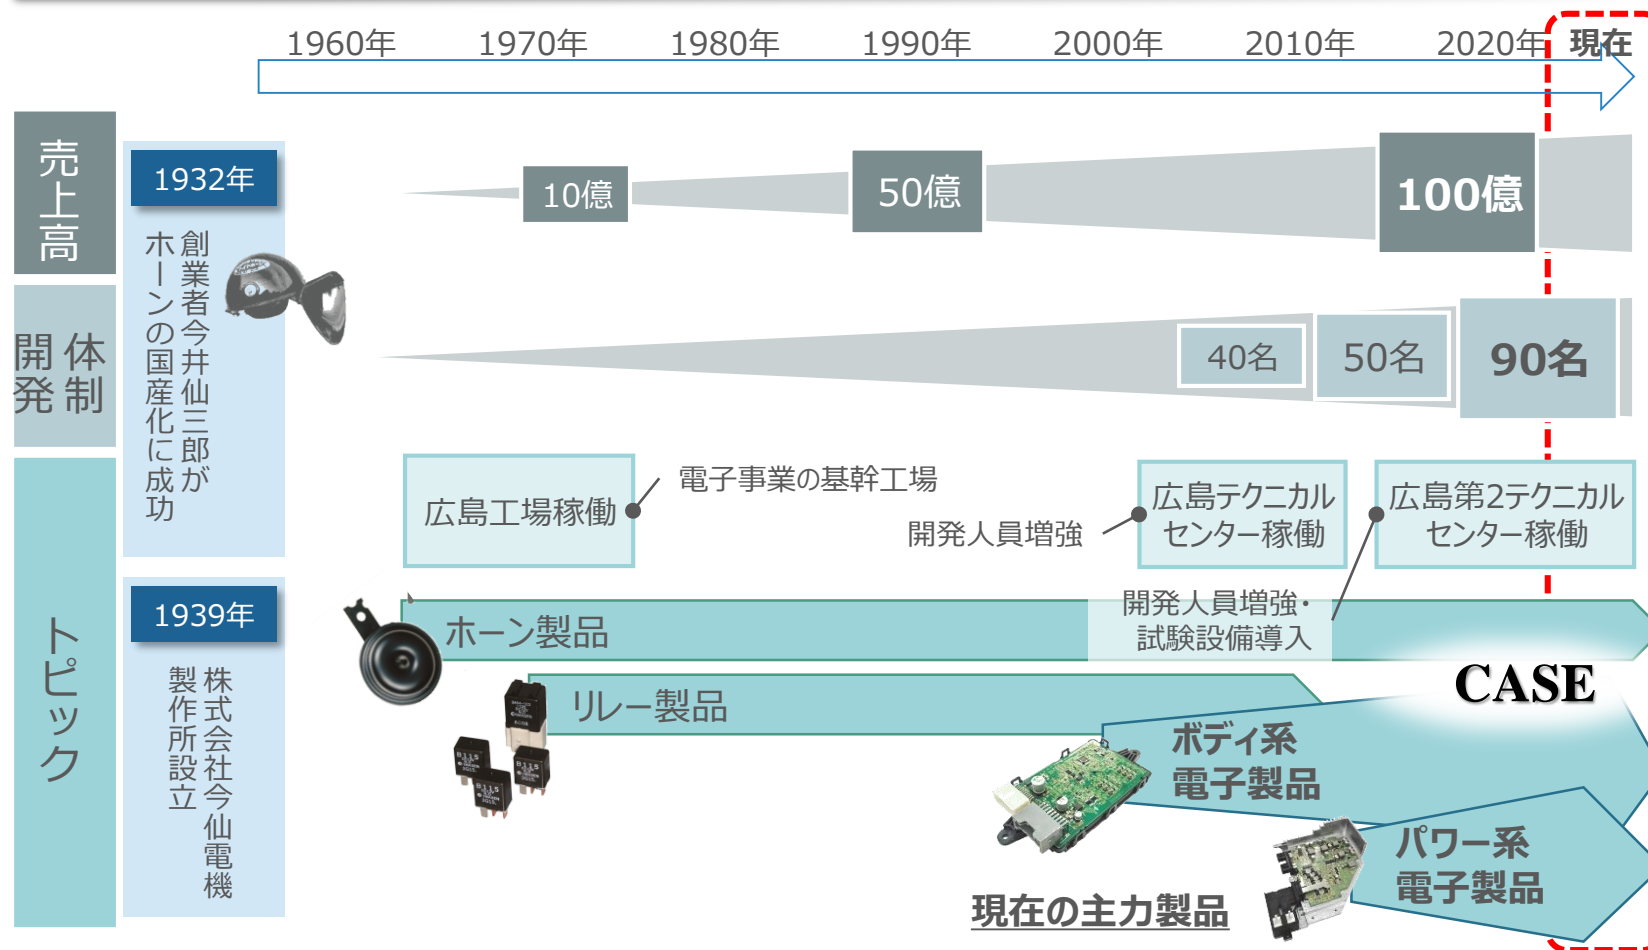 1960年 1970年 1980年 1990年 2000年 2010年 2020年 現在
売上高
10億
50億
100億
開発体制
40名
50名
90名
トピック
1932年
創業者今井仙三郎が
ホーンの国産化に成功
1939年
株式会社今仙電機
製作所設立
広島工場稼働
電子事業の基幹工場
開発人員増強
広島テクニカル
センター稼働
広島第2テクニカル
センター稼働
開発人員増強・
試験設備導入
ホーン製品
リレー製品
CASE
ボディ系
電子製品
パワー系
電子製品
現在の主力製品